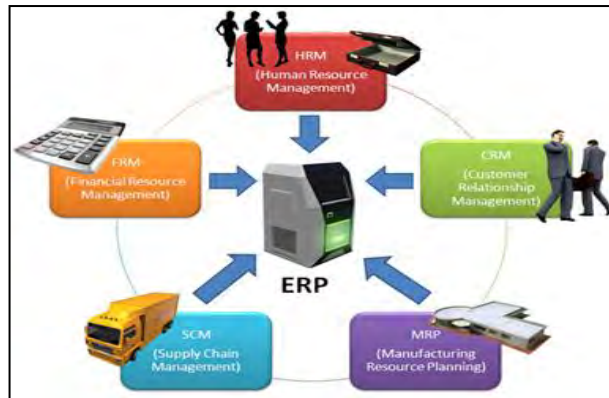 HRM
(Human Resource
Management)
FRM
(Financial Resource
Management)
CRM
(Customer
Relationship
Management)
ERP
SCM
(Supply Chain
Management)
MRP
(Manufacturing
Resource Planning)